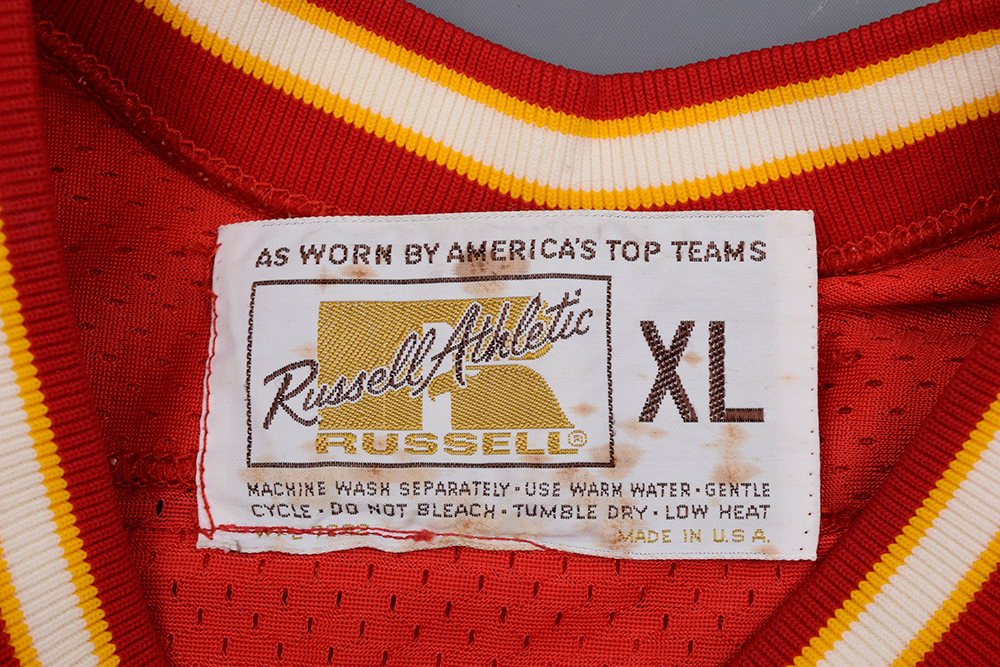 AS WORN BY AMERICA'S TOP TEAMS
Russell Athletic
R
RUSSELL®
XL
MACHINE WASH SEPARATELY · USE WARM WATER · GENTLE
CYCLE · DO NOT BLEACH · TUMBLE DRY · LOW HEAT
MADE IN U.S.A.